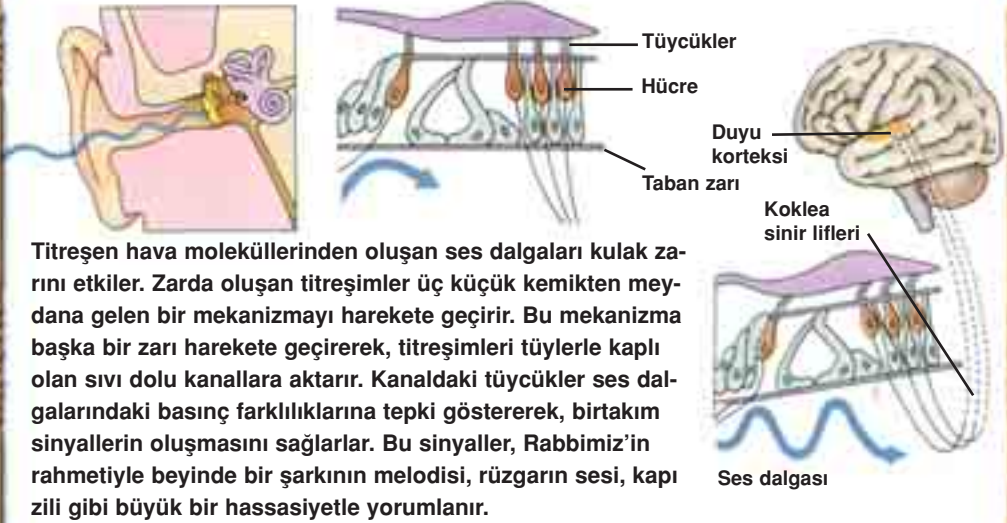 Tüycükler
Hücre
Taban zarı
Duyu
korteksi
Koklea
sinir lifleri
Titreşen hava moleküllerinden oluşan ses dalgaları kulak za-
rını etkiler. Zarda oluşan titreşimler üç küçük kemikten mey-
dana gelen bir mekanizmayı harekete geçirir. Bu mekanizma
başka bir zarı harekete geçirerek, titreşimleri tüylerle kaplı
olan sıvı dolu kanallara aktarır. Kanaldaki tüycükler ses dal-
galarındaki basınç farklılıklarına tepki göstererek, birtakım
sinyallerin oluşmasını sağlarlar. Bu sinyaller, Rabbimiz’in
rahmetiyle beyinde bir şarkının melodisi, rüzgarın sesi, kapı
zili gibi büyük bir hassasiyetle yorumlanır.
Ses dalgası